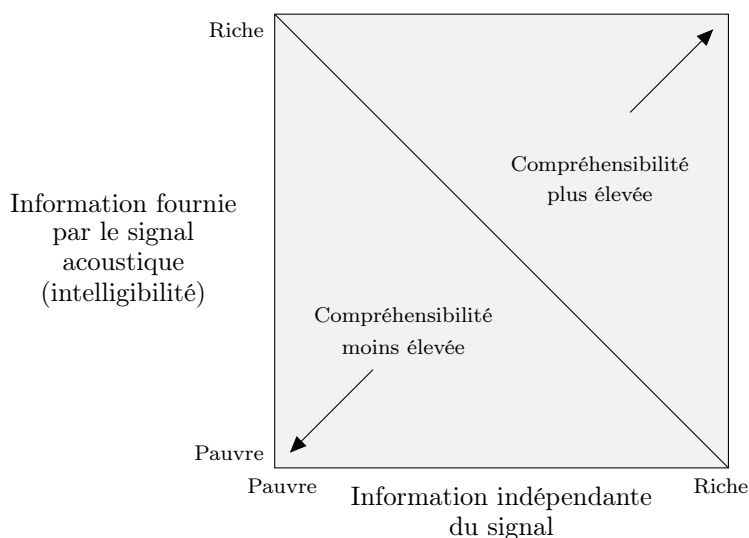 Riche
Compréhensibilité
plus élevée
Information fournie
par le signal
acoustique
(intelligibilité)
Compréhensibilité
moins élevée
Pauvre
Pauvre
Information indépendante
du signal
Riche